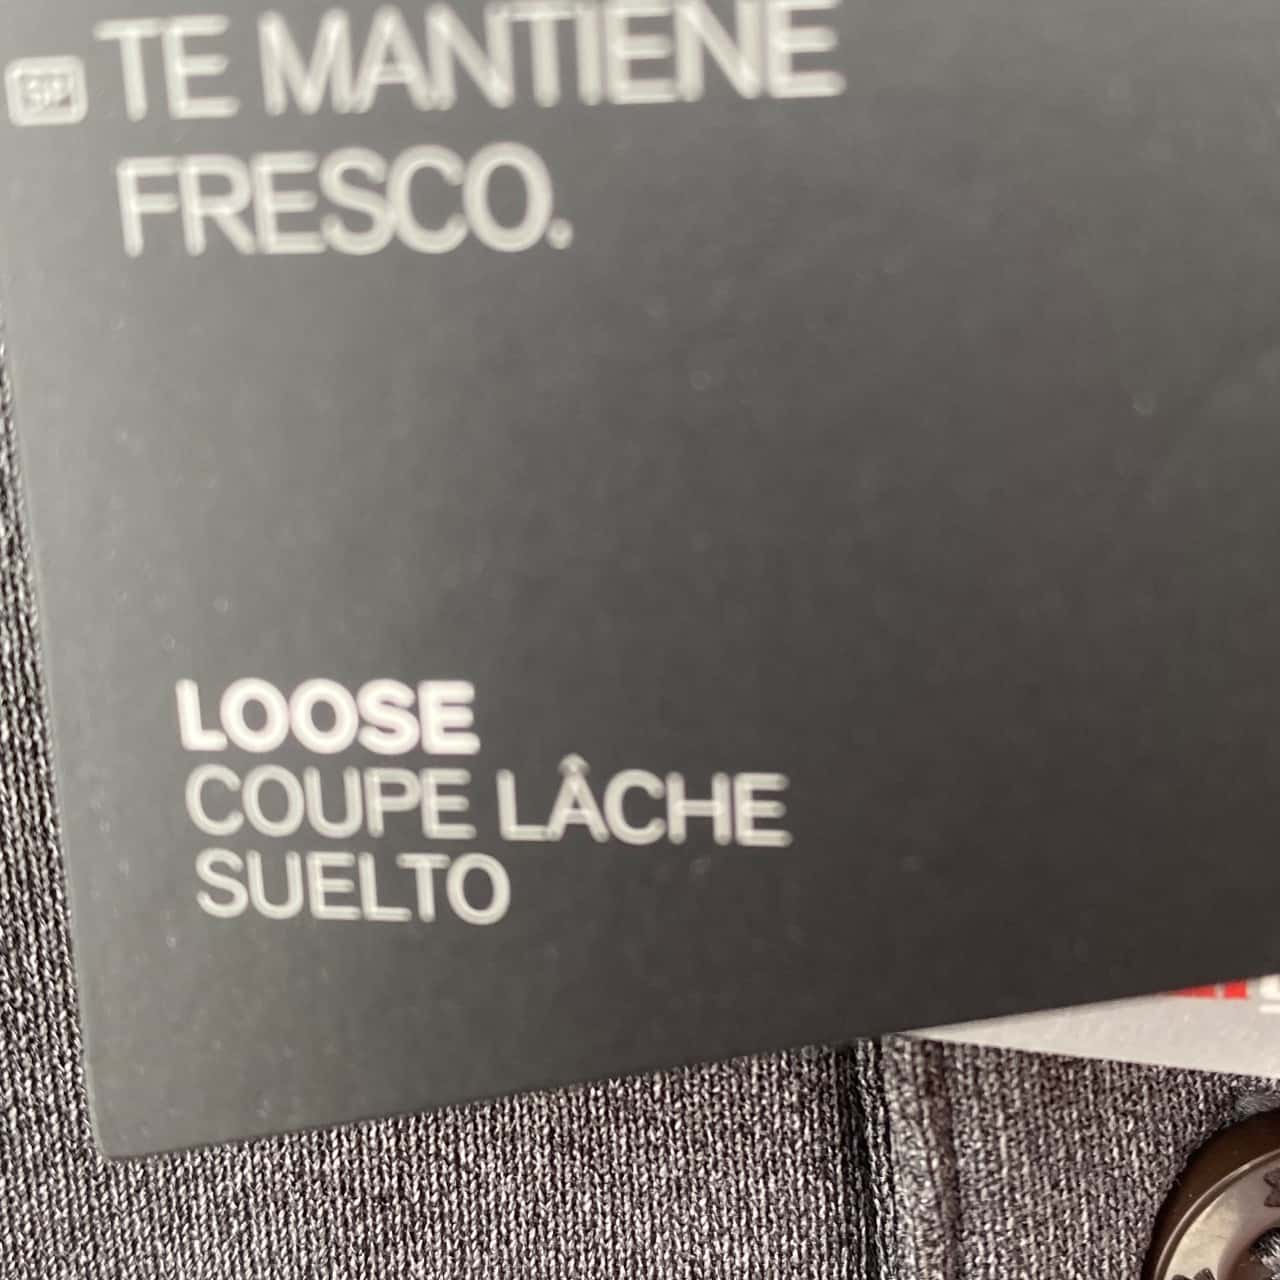 TE MANTIENE
FRESCO.
LOOSE
COUPE LÂCHE
SUELTO